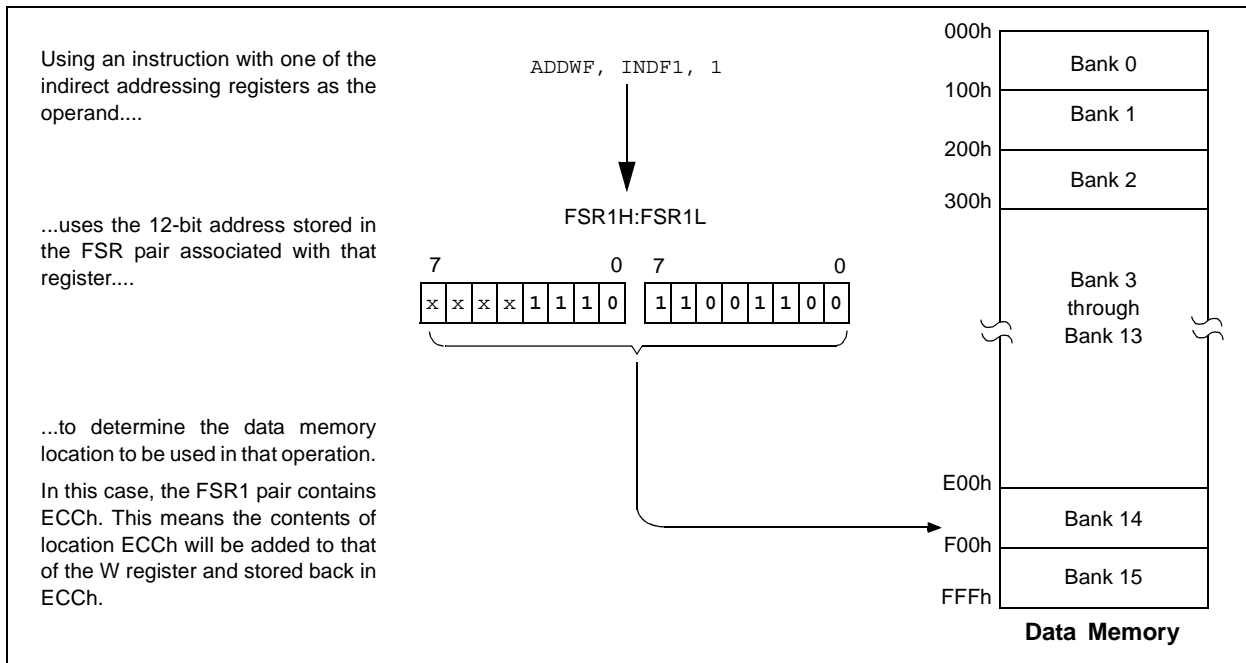 Using an instruction with one of the
indirect addressing registers as the
operand....
ADDWF, INDF1, 1
...uses the 12-bit address stored in
the FSR pair associated with that
register....
FSR1H:FSR1L
7 0 7 0
x x x x 1 1 1 0 1 1 0 0 1 1 0 0
...to determine the data memory
location to be used in that operation.
In this case, the FSR1 pair contains
ECCh. This means the contents of
location ECCh will be added to that
of the W register and stored back in
ECCh.
000h
Bank 0
100h
Bank 1
200h
Bank 2
300h
Bank 3
through
Bank 13
E00h
Bank 14
F00h
Bank 15
FFFh
Data Memory